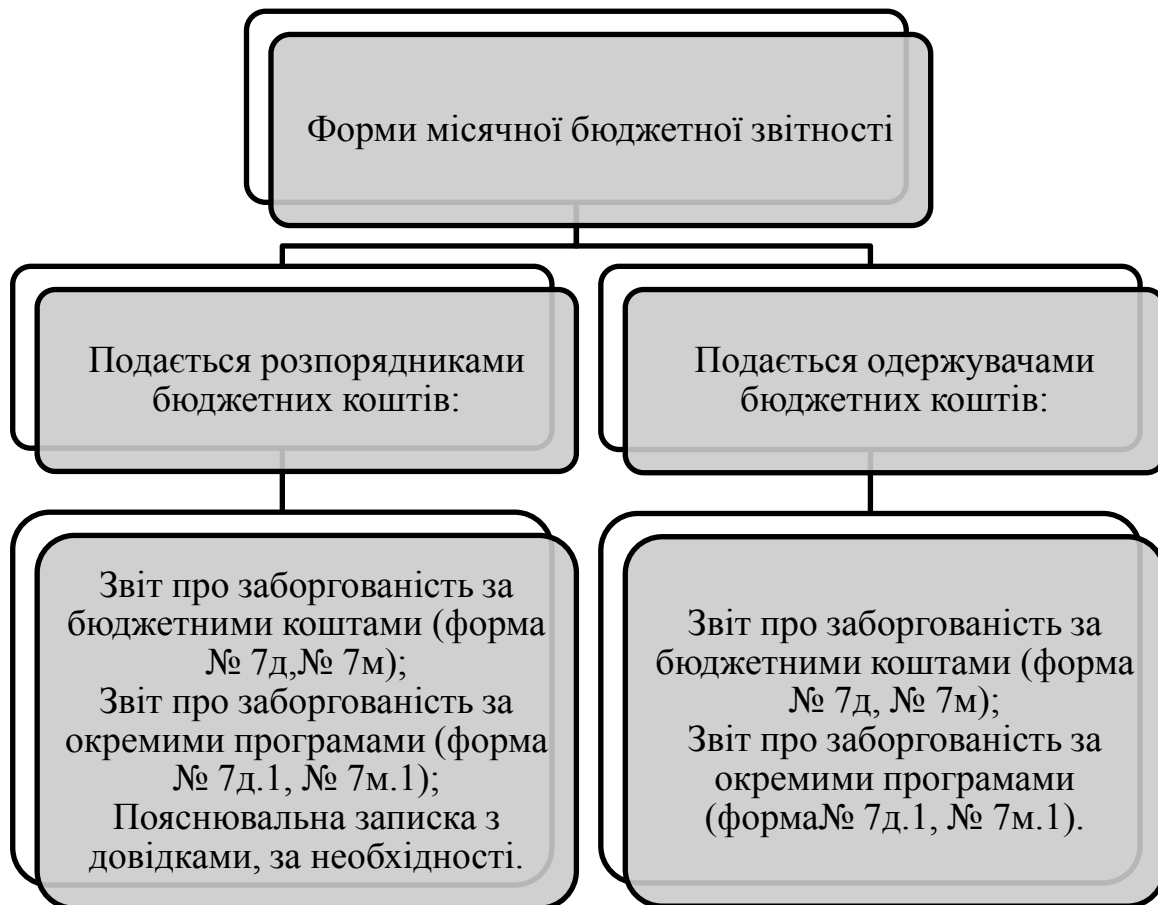 Форми місячної бюджетної звітності
Подається розпорядниками
бюджетних коштів:
Подається одержувачами
бюджетних коштів:
Звіт про заборгованість за
бюджетними коштами (форма
№ 7д,№ 7м);
Звіт про заборгованість за
окремими програмами (форма
№ 7д.1, № 7м.1);
Пояснювальна записка з
довідками, за необхідності.
Звіт про заборгованість за
бюджетними коштами (форма
№ 7д, № 7м);
Звіт про заборгованість за
окремими програмами
(форма№ 7д.1, № 7м.1).